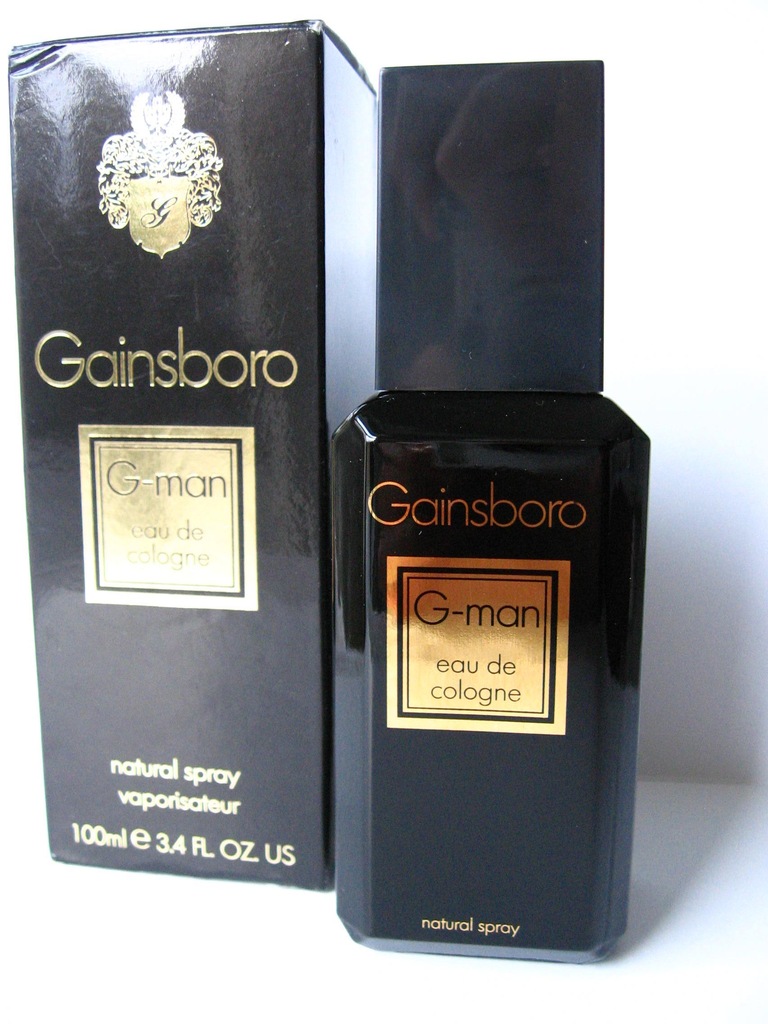 G
Gainsboro
G-man
eau de
cologne
natural spray
vaporisateur
100ml e 3.4 FL. OZ. US
Gainsboro
G-man
eau de
cologne
natural spray